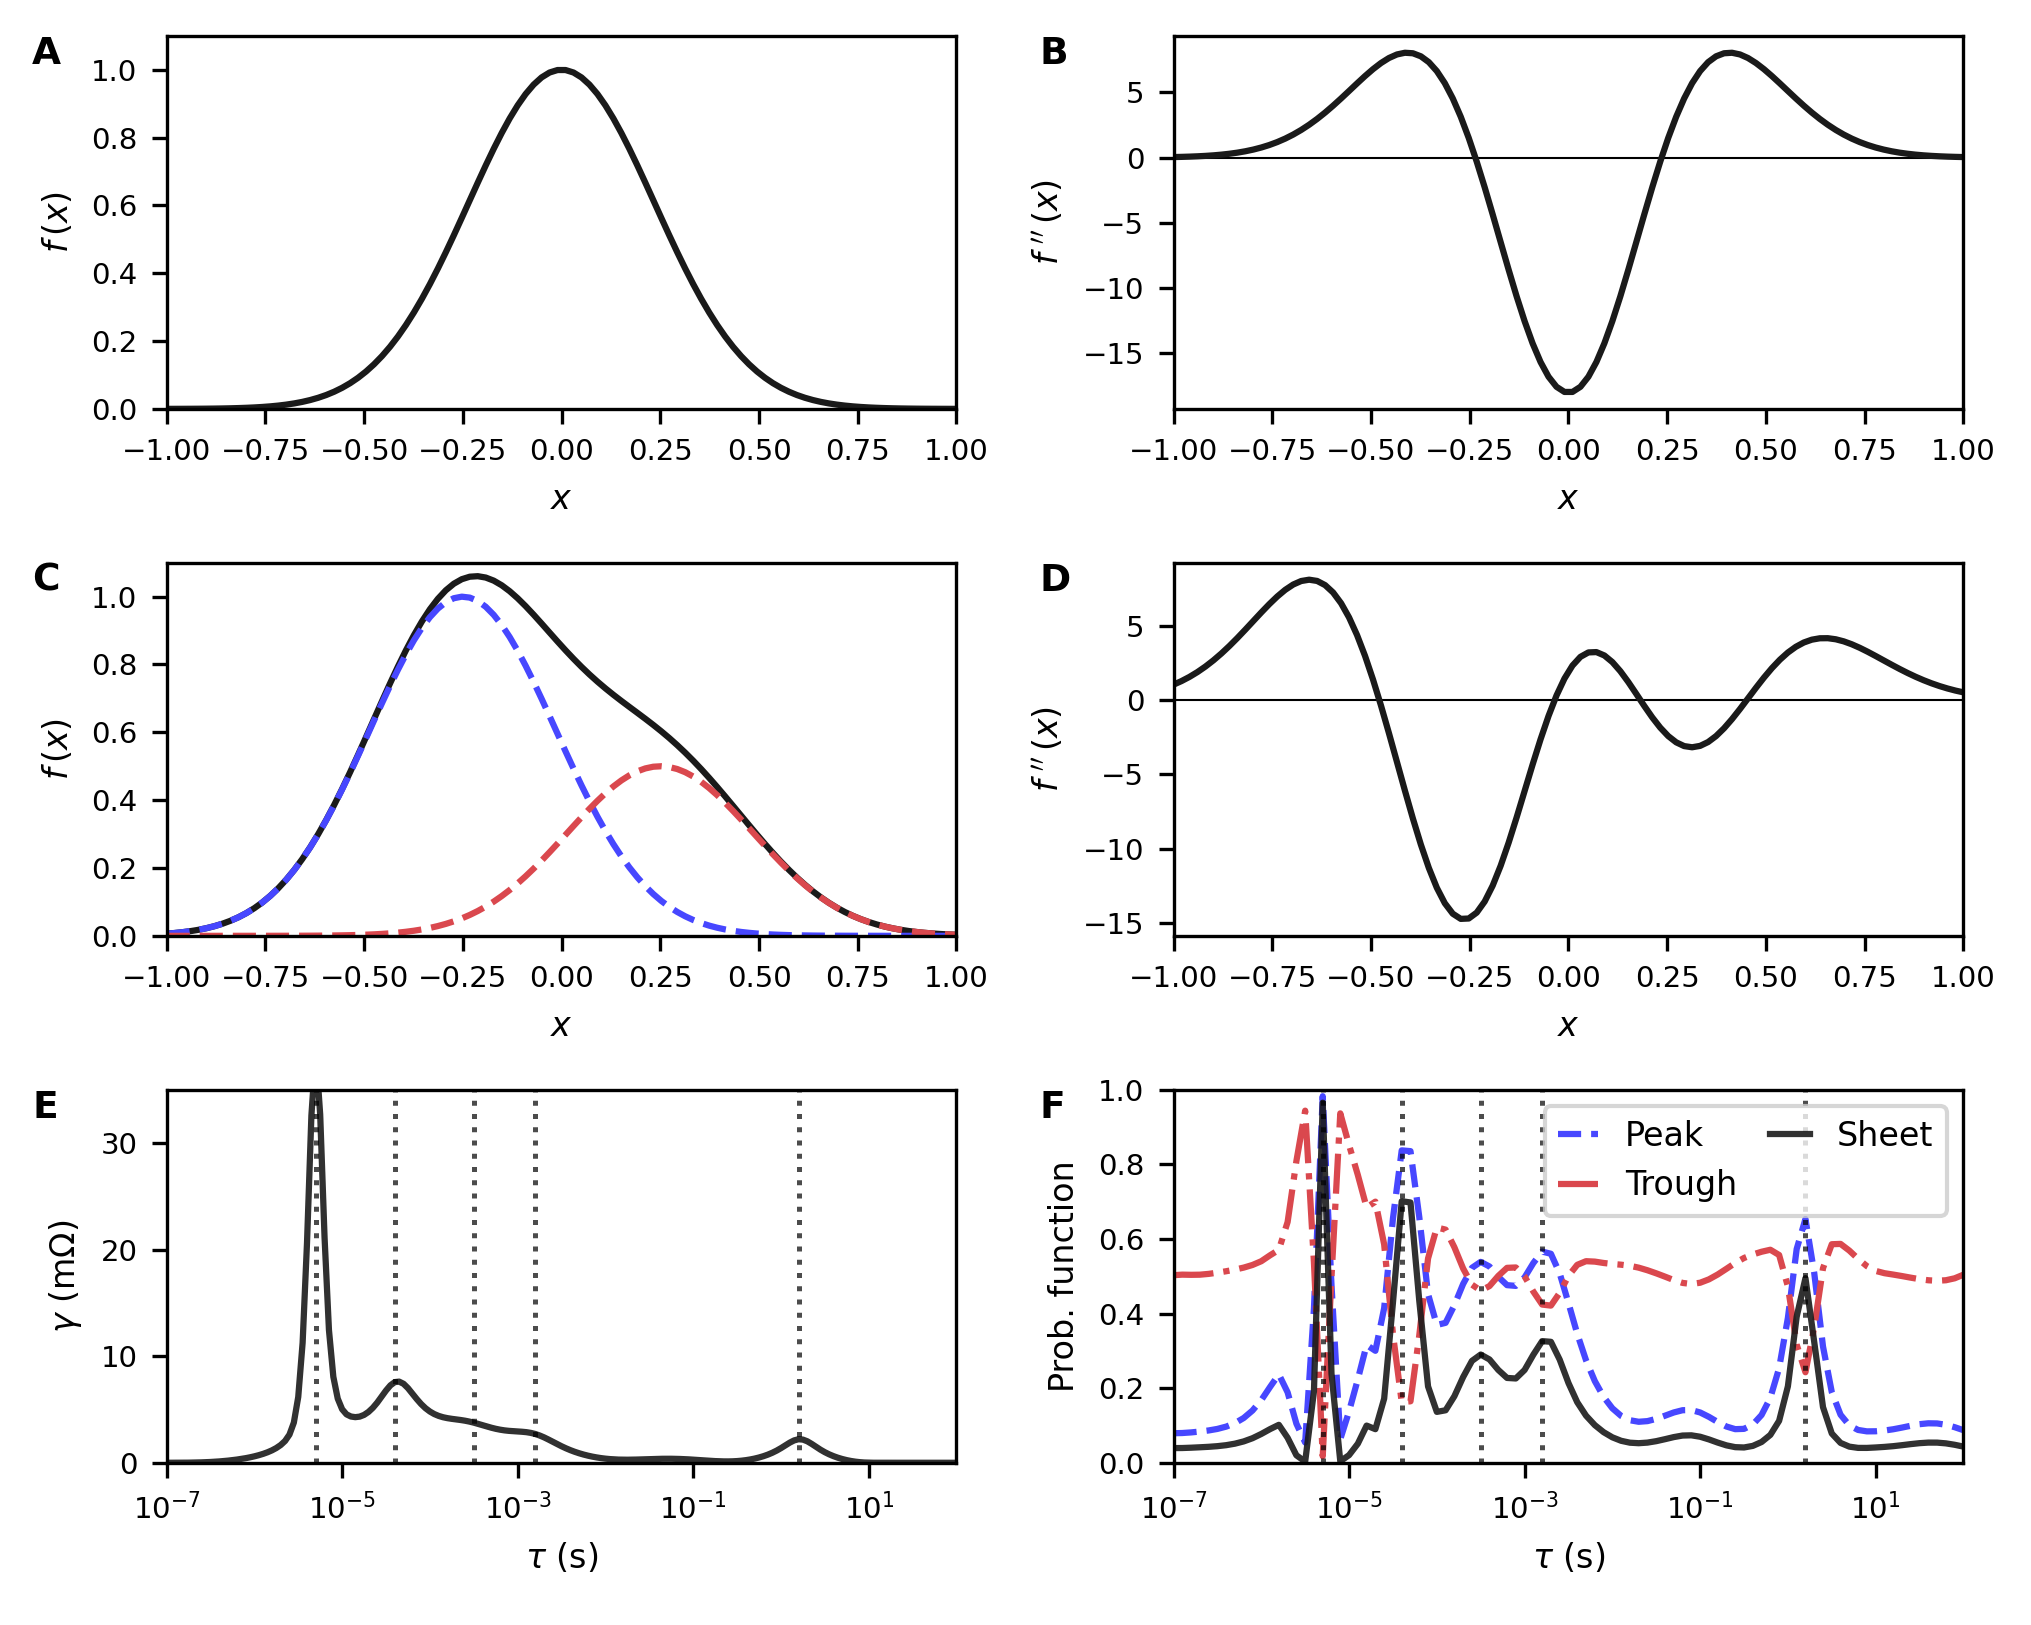 A
1.0
0.8
0.6
0.4
0.2
0.0
f(x)
−1.00 −0.75 −0.50 −0.25 0.00 0.25 0.50 0.75 1.00
x
B
5
0
−5
−10
−15
f″(x)
−1.00 −0.75 −0.50 −0.25 0.00 0.25 0.50 0.75 1.00
x
C
1.0
0.8
0.6
0.4
0.2
0.0
f(x)
−1.00 −0.75 −0.50 −0.25 0.00 0.25 0.50 0.75 1.00
x
D
5
0
−5
−10
−15
f″(x)
−1.00 −0.75 −0.50 −0.25 0.00 0.25 0.50 0.75 1.00
x
E
30
20
10
0
γ (mΩ)
10⁻⁷ 10⁻⁵ 10⁻³ 10⁻¹ 10¹
τ (s)
F
1.0
0.8
0.6
0.4
0.2
0.0
Prob. function
Peak Sheet
Trough
10⁻⁷ 10⁻⁵ 10⁻³ 10⁻¹ 10¹
τ (s)